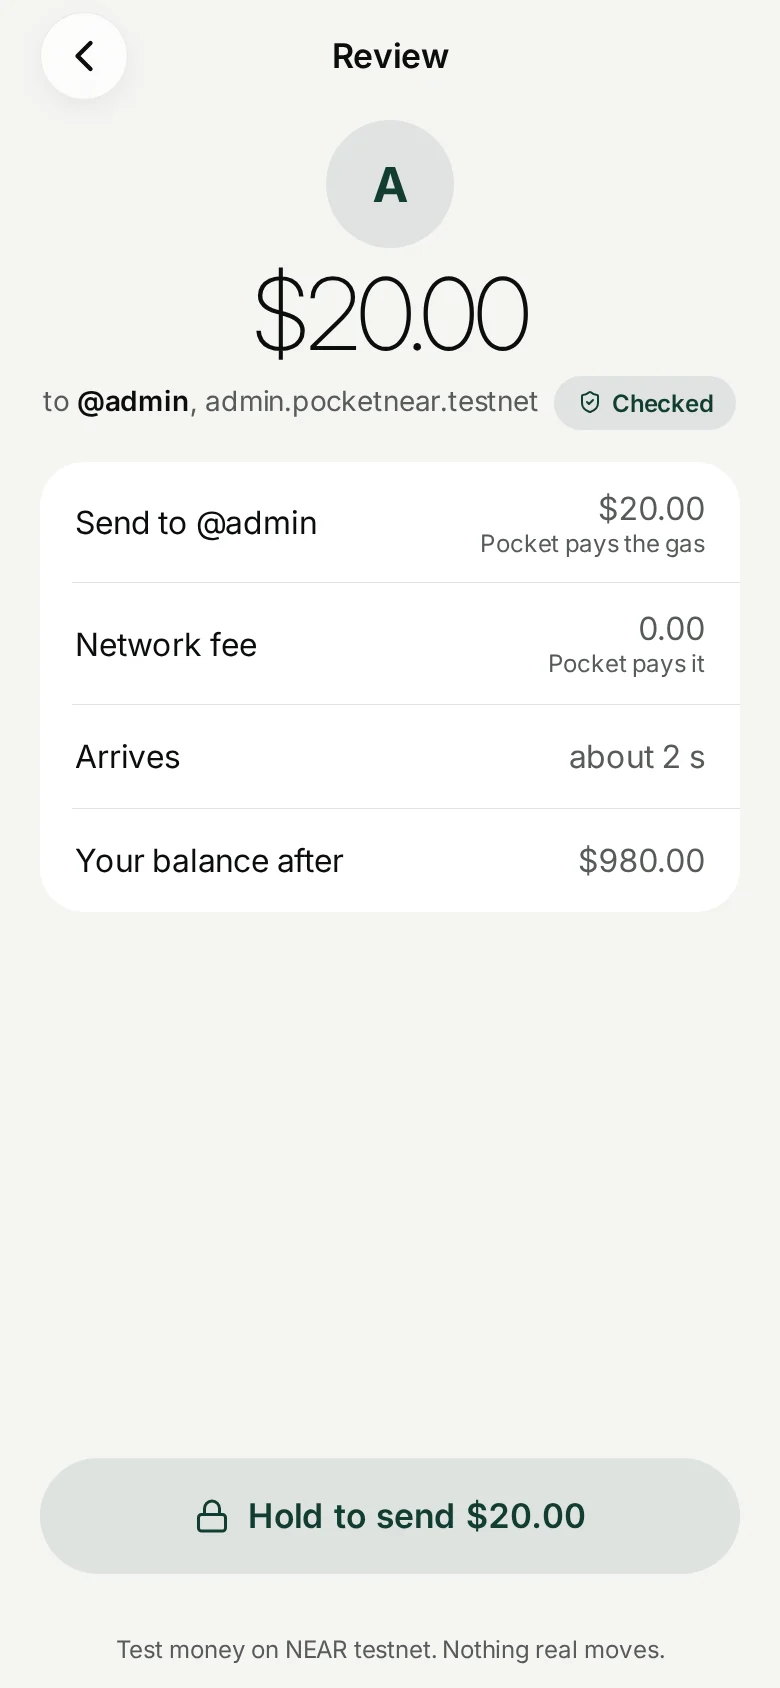 Review
A
$20.00
to @admin, admin.pocketnear.testnet Checked
Send to @admin $20.00
Pocket pays the gas
Network fee 0.00
Pocket pays it
Arrives about 2 s
Your balance after $980.00
Hold to send $20.00
Test money on NEAR testnet. Nothing real moves.